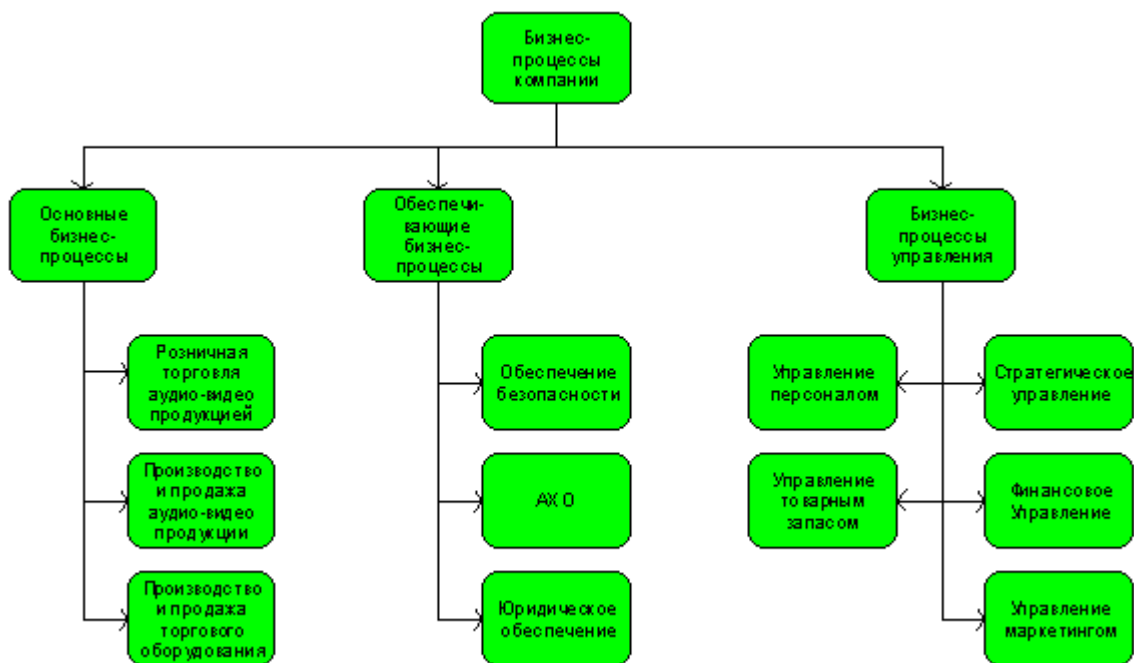 Бизнес-
процессы
компании
Основные
бизнес-
процессы
Обеспечи-
вающие
бизнес-
процессы
Бизнес-
процессы
управления
Розничная
торговля
аудио-видео
продукцией
Производство
и продажа
аудио-видео
продукции
Производство
и продажа
торгового
оборудования
Обеспечение
безопасности
АХО
Юридическое
обеспечение
Управление
персоналом
Управление
товарным
запасом
Стратегическое
управление
Финансовое
Управление
Управление
маркетингом